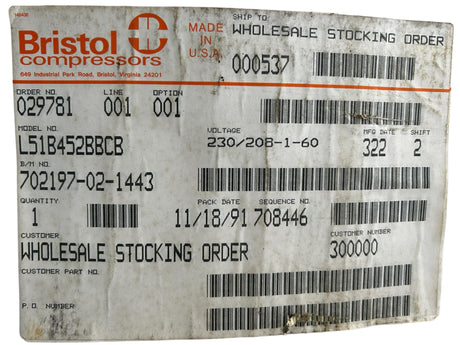 148436
Bristol
compressors
649 Industrial Park Road, Bristol, Virginia 24201
MADE IN U.S.A.
SHIP TO:
WHOLESALE STOCKING ORDER
000537
ORDER NO. LINE OPTION
029781 001 001
MODEL NO. VOLTAGE MFG DATE SHIFT
L51B452BBCB 230/208-1-60 322 2
B/M NO.
702197-02-1443
QUANTITY PACK DATE SEQUENCE NO.
1 11/18/91 708446
CUSTOMER CUSTOMER NUMBER
WHOLESALE STOCKING ORDER 300000
CUSTOMER PART NO.
P.O. NUMBER